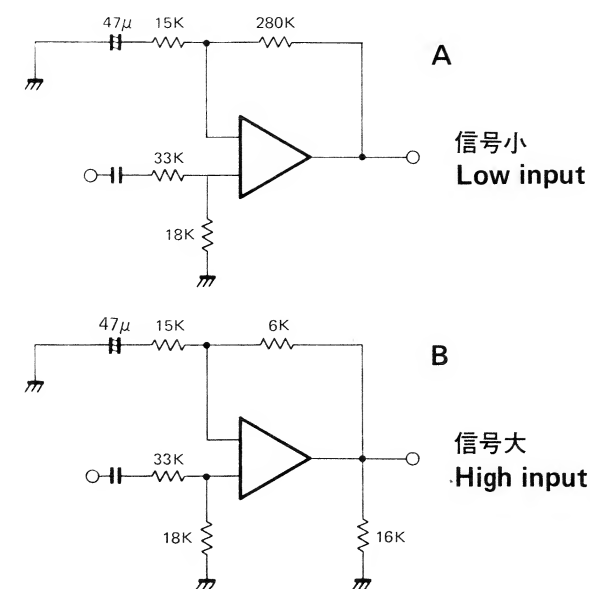 47μ 15K 280K
A
33K
18K
信号小
Low input
47μ 15K 6K
B
33K
18K
16K
信号大
High input